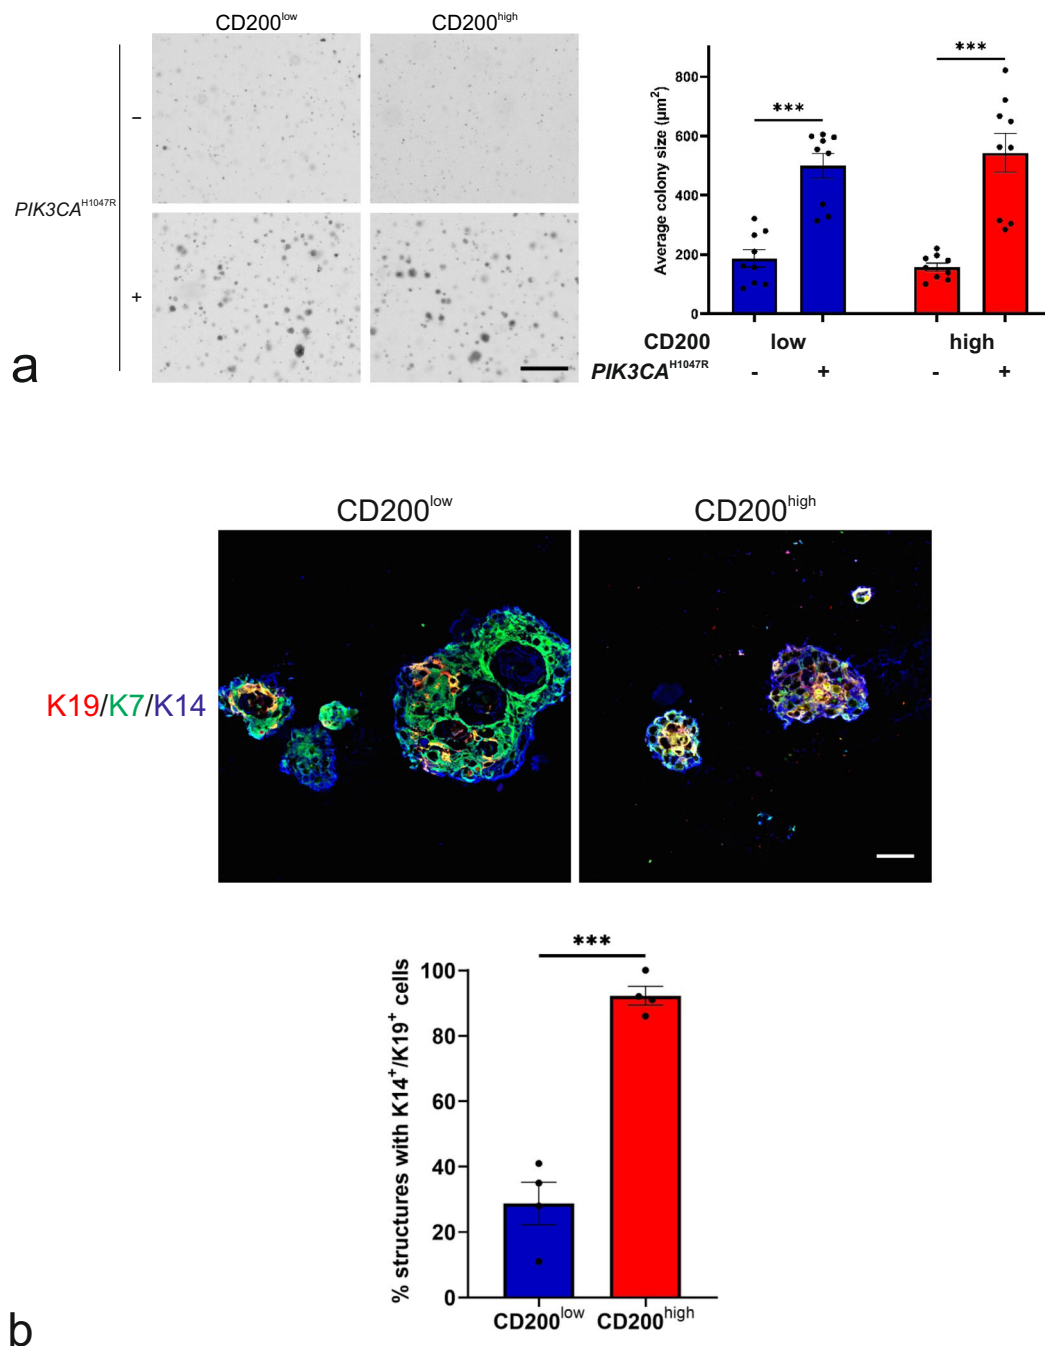 CD200low
CD200high
−
PIK3CAH1047R
+
a
***
***
Average colony size (µm2)
800
600
400
200
0
CD200
low
high
PIK3CAH1047R
-
+
-
+
CD200low
CD200high
K19/K7/K14
***
% structures with K14+/K19+ cells
100
80
60
40
20
0
CD200low
CD200high
b